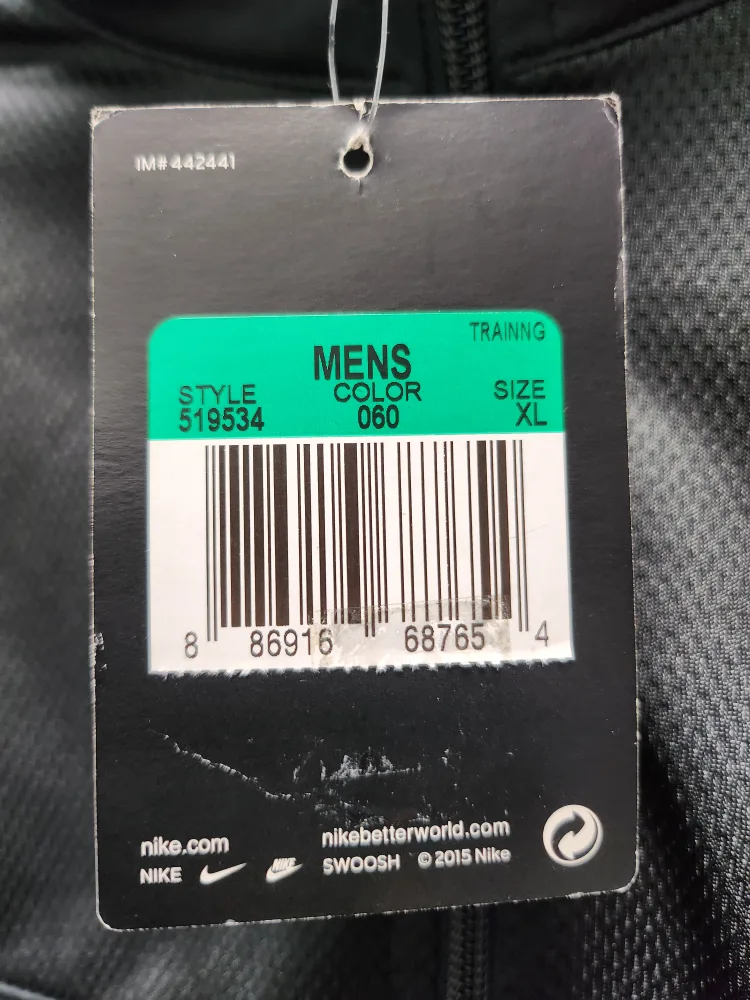 IM# 442441
TRAINNG
MENS
STYLE COLOR SIZE
519534 060 XL
8 86916 68765 4
nike.com nikebetterworld.com
NIKE NIKE SWOOSH © 2015 Nike